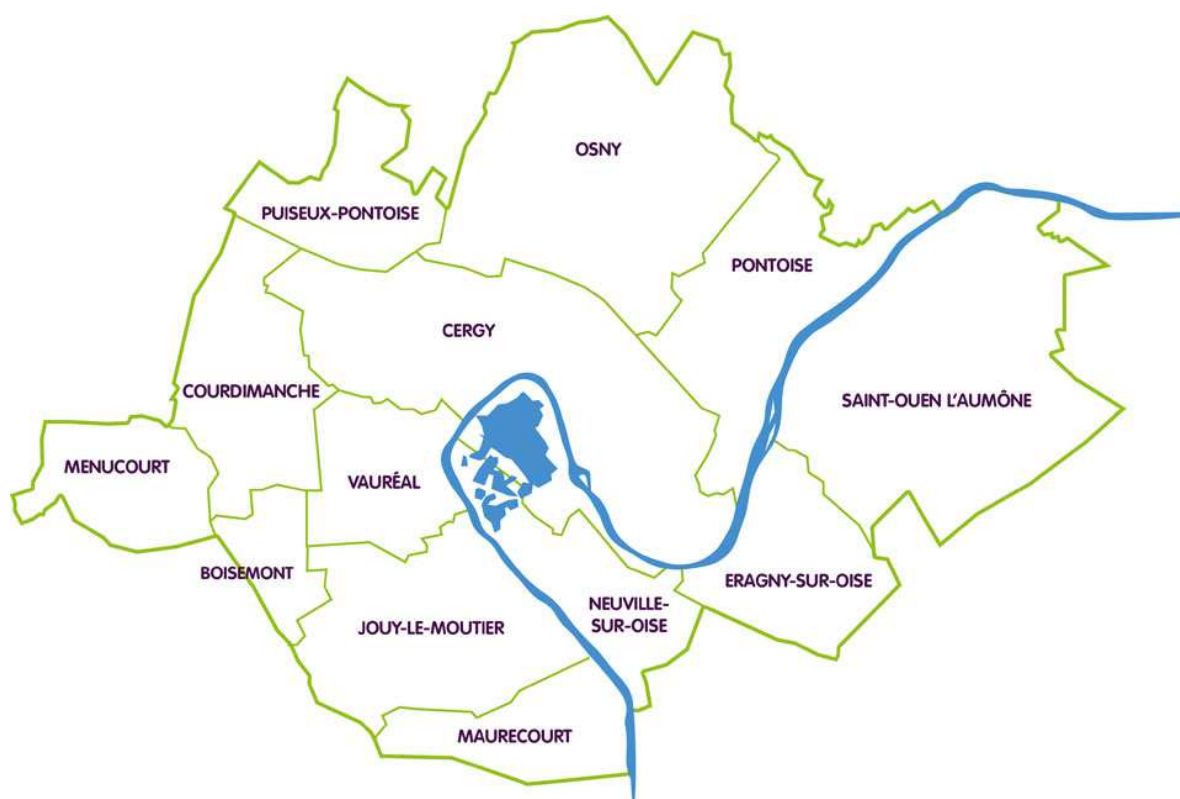 OSNY
PUISEUX-PONTOISE
PONTOISE
CERGY
COURDIMANCHE
SAINT-OUEN L'AUMÔNE
MENUCOURT
VAURÉAL
BOISEMONT
ERAGNY-SUR-OISE
NEUVILLE-
SUR-OISE
JOUY-LE-MOUTIER
MAURECOURT